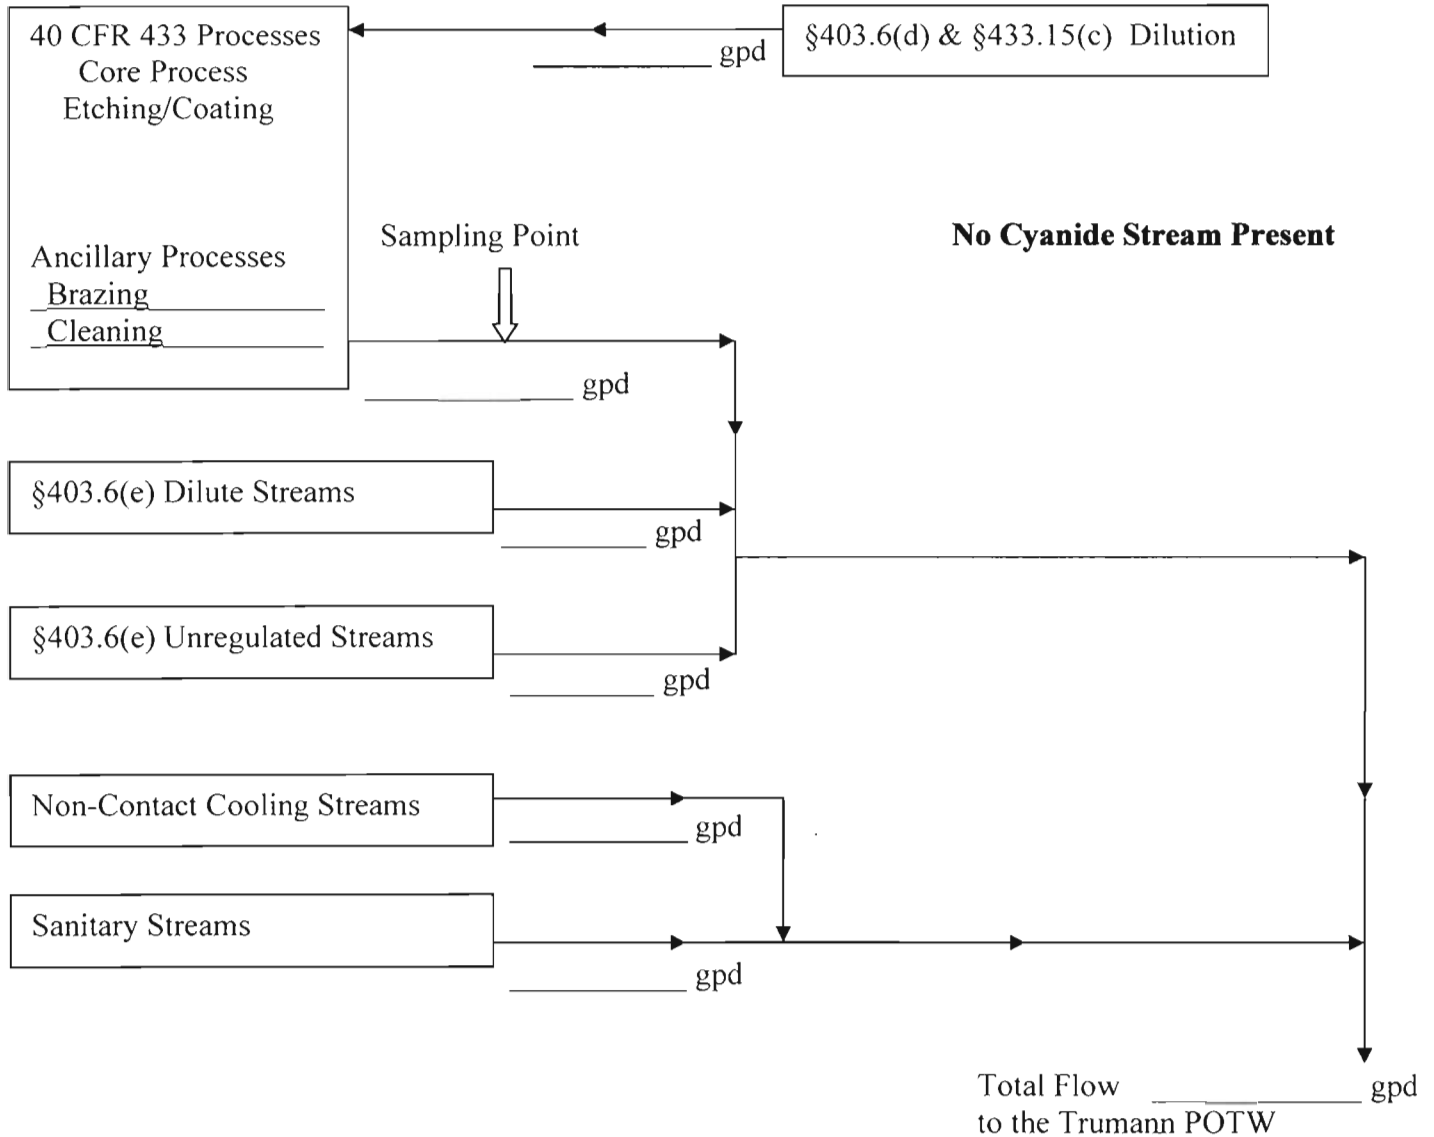 40 CFR 433 Processes
Core Process
Etching/Coating
gpd
§403.6(d) & §433.15(c) Dilution
Sampling Point
No Cyanide Stream Present
Ancillary Processes
Brazing
Cleaning
gpd
§403.6(e) Dilute Streams
gpd
§403.6(e) Unregulated Streams
gpd
Non-Contact Cooling Streams
gpd
Sanitary Streams
gpd
Total Flow gpd
to the Trumann POTW